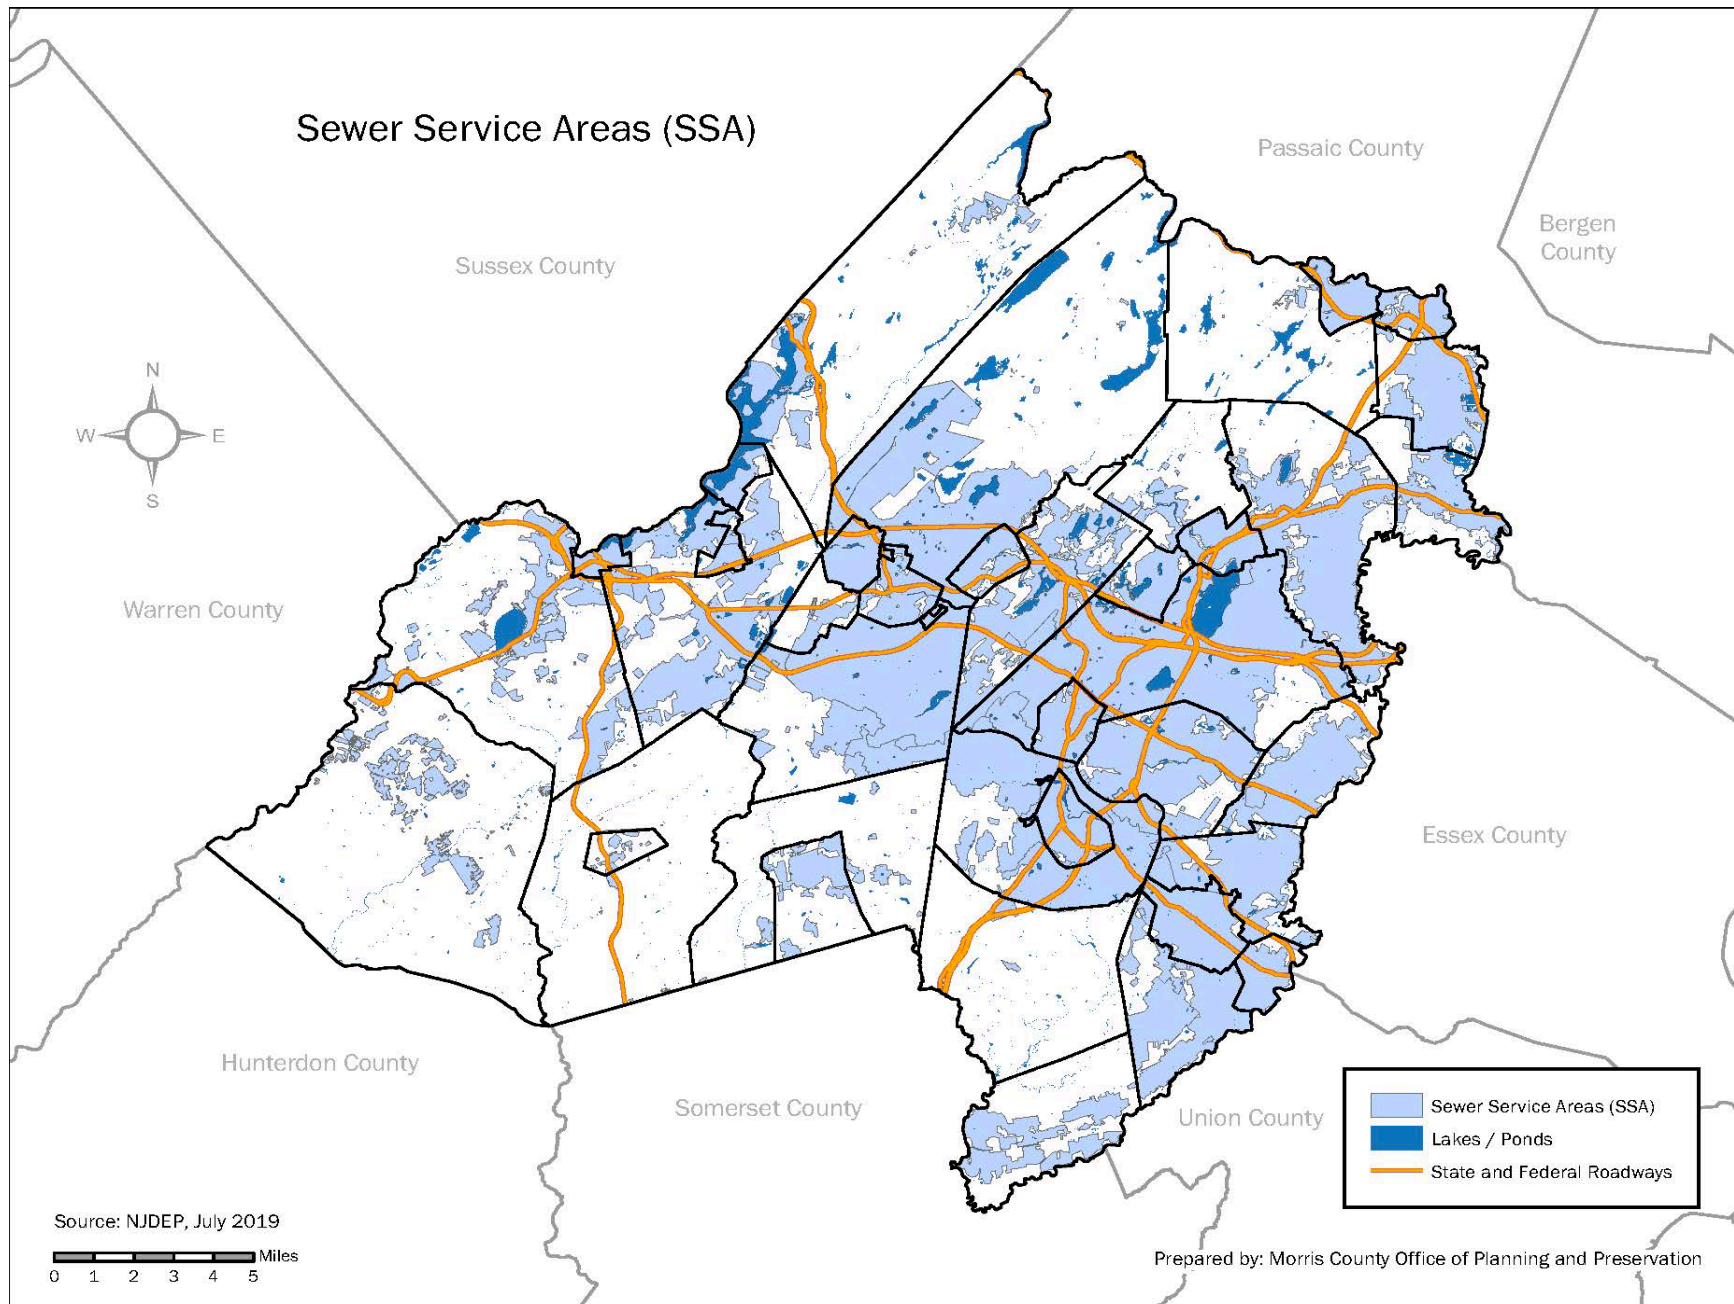 Sewer Service Areas (SSA)
Passaic County
Bergen
County
Sussex County
N
W
E
S
Warren County
Essex County
Hunterdon County
Somerset County
Union County
Sewer Service Areas (SSA)
Lakes / Ponds
State and Federal Roadways
Source: NJDEP, July 2019
Miles
0 1 2 3 4 5
Prepared by: Morris County Office of Planning and Preservation